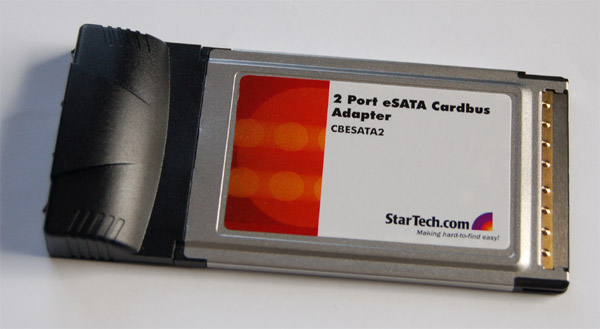 2 Port eSATA Cardbus
Adapter
CBESATA2
StarTech.com
Making hard-to-find easy!